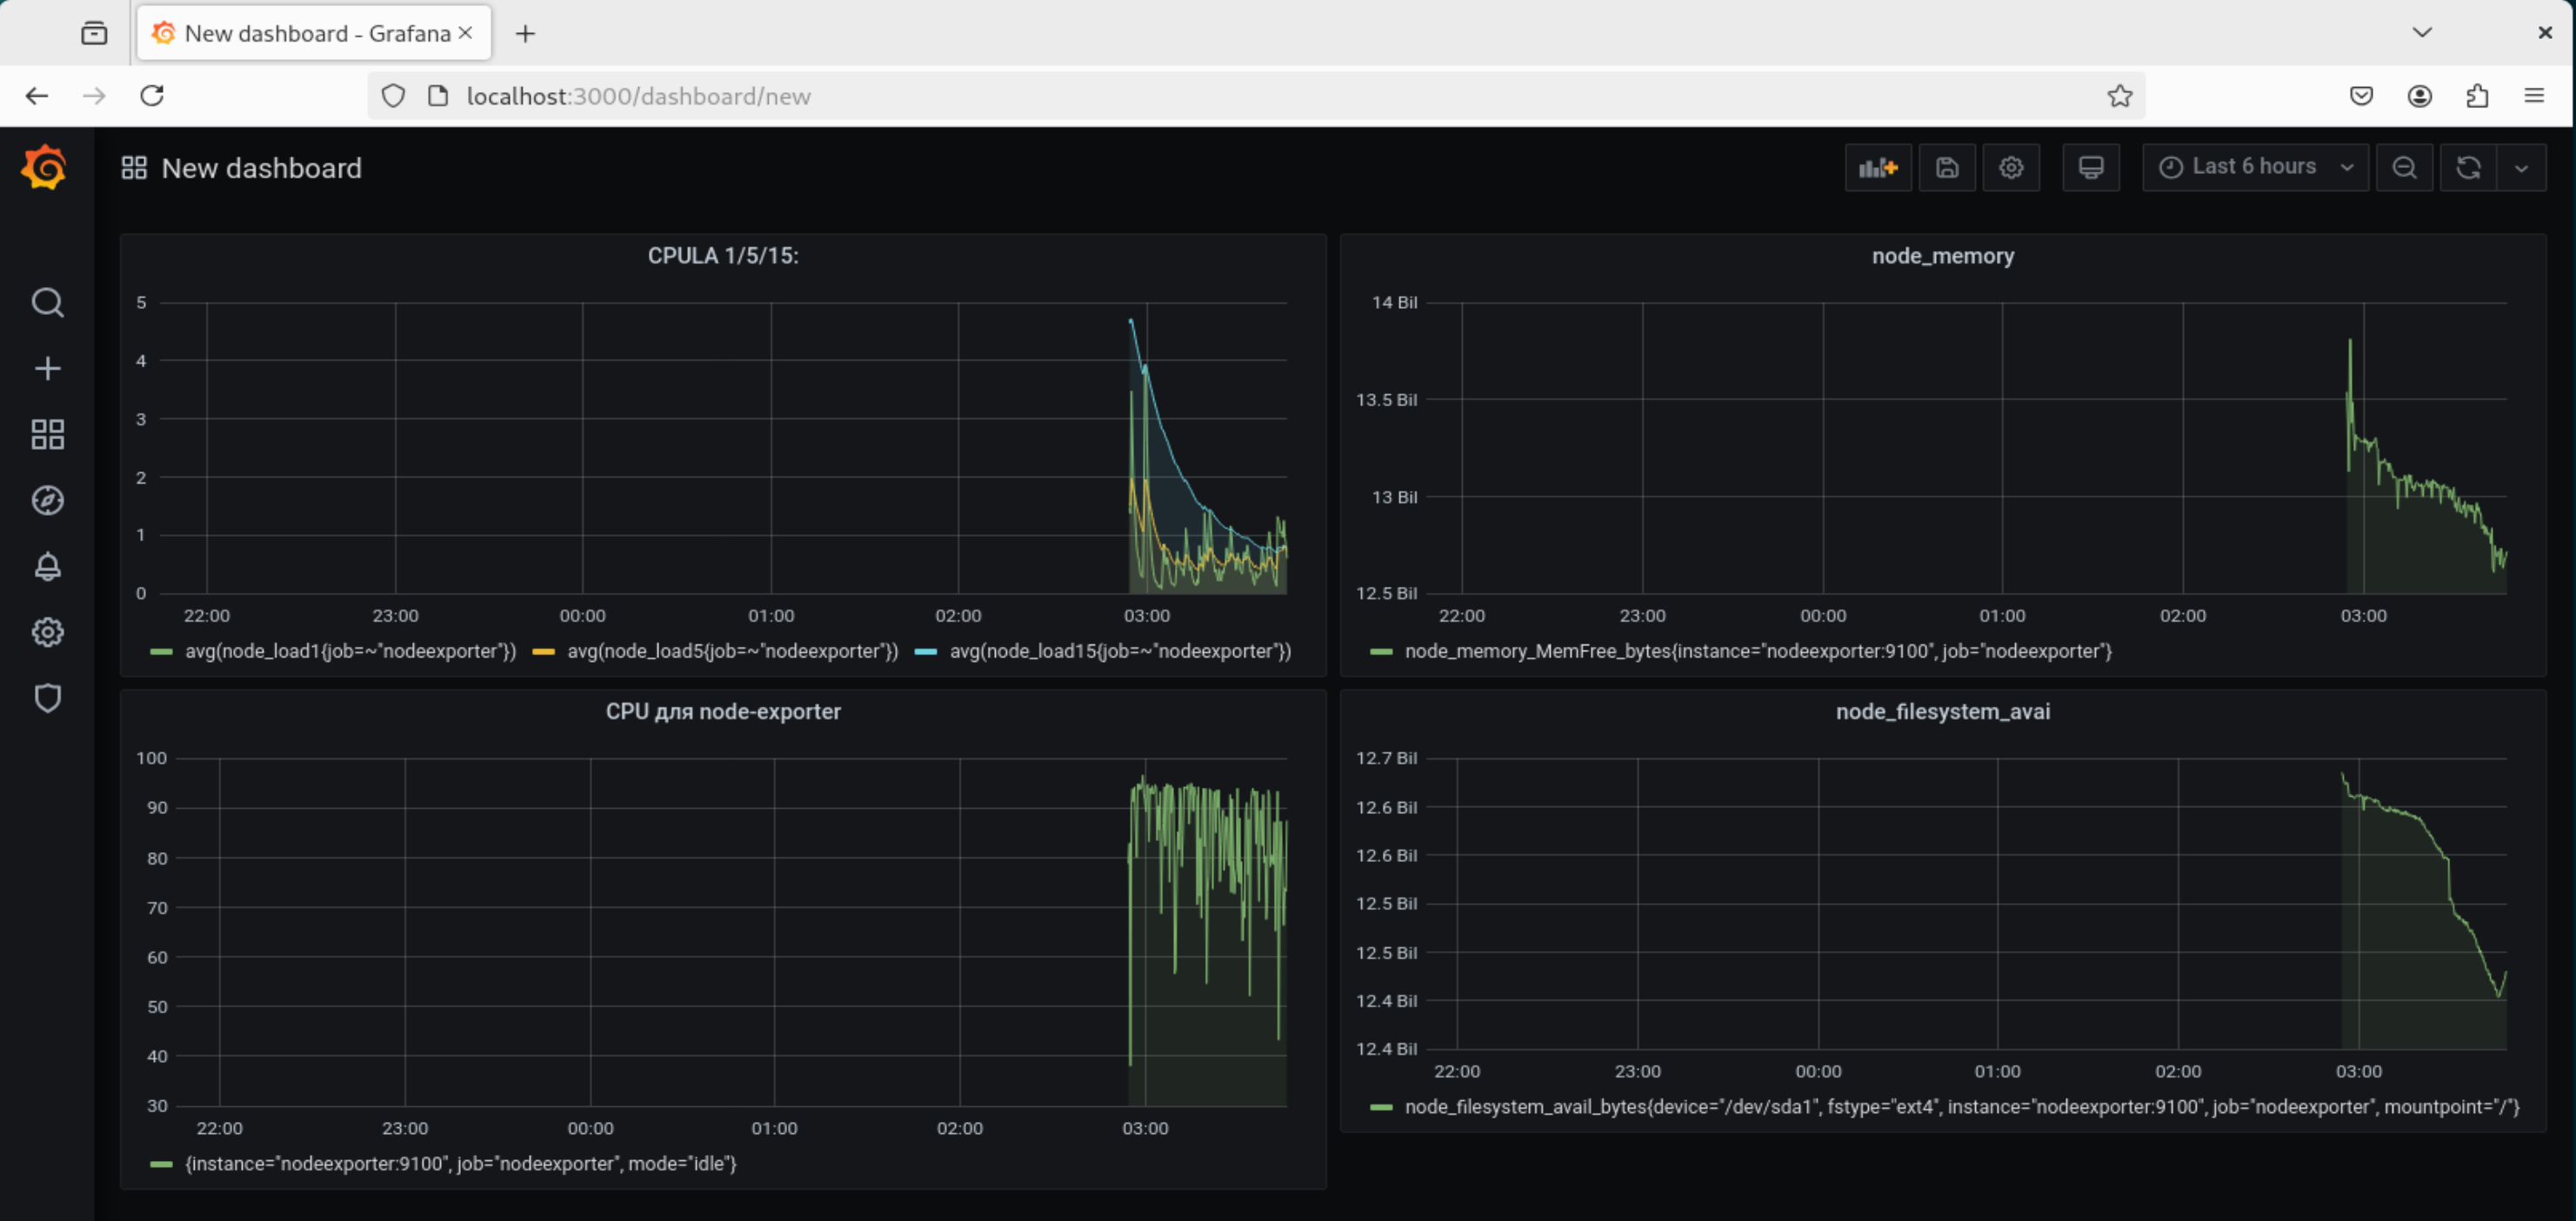 New dashboard - Grafana
localhost:3000/dashboard/new
New dashboard
Last 6 hours
CPULA 1/5/15:
5
4
3
2
1
0
22:00 23:00 00:00 01:00 02:00 03:00
avg(node_load1{job=~"nodeexporter"}) avg(node_load5{job=~"nodeexporter"}) avg(node_load15{job=~"nodeexporter"})
node_memory
14 Bil
13.5 Bil
13 Bil
12.5 Bil
22:00 23:00 00:00 01:00 02:00 03:00
node_memory_MemFree_bytes{instance="nodeexporter:9100", job="nodeexporter"}
CPU для node-exporter
100
90
80
70
60
50
40
30
22:00 23:00 00:00 01:00 02:00 03:00
{instance="nodeexporter:9100", job="nodeexporter", mode="idle"}
node_filesystem_avai
12.7 Bil
12.6 Bil
12.6 Bil
12.5 Bil
12.5 Bil
12.4 Bil
12.4 Bil
22:00 23:00 00:00 01:00 02:00 03:00
node_filesystem_avail_bytes{device="/dev/sda1", fstype="ext4", instance="nodeexporter:9100", job="nodeexporter", mountpoint="/"}